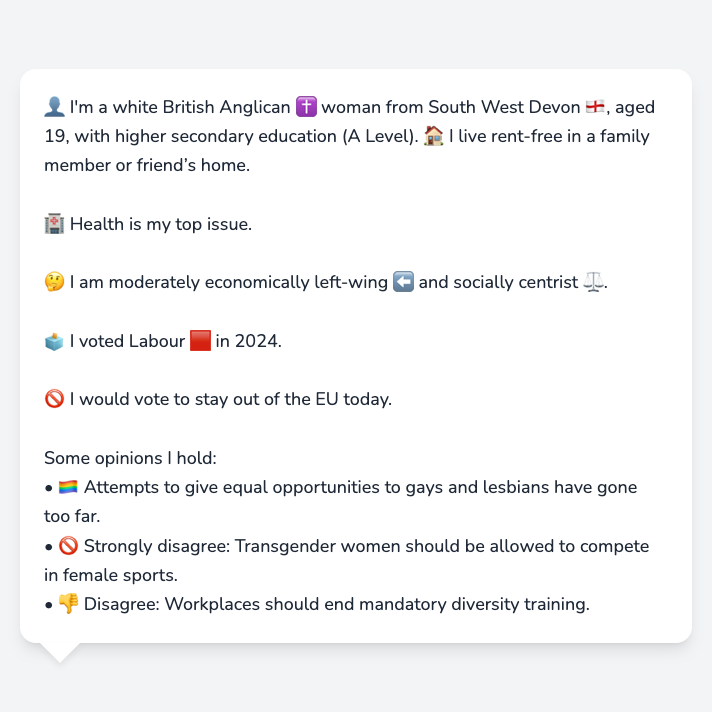 👤 I'm a white British Anglican ✝️ woman from South West Devon 🏴󠁧󠁢󠁥󠁮󠁧󠁿, aged
19, with higher secondary education (A Level). 🏠 I live rent-free in a family
member or friend’s home.
🏥 Health is my top issue.
🤔 I am moderately economically left-wing ⬅️ and socially centrist ⚖️.
🗳️ I voted Labour 🟥 in 2024.
🚫 I would vote to stay out of the EU today.
Some opinions I hold:
• 🏳️‍🌈 Attempts to give equal opportunities to gays and lesbians have gone
too far.
• 🚫 Strongly disagree: Transgender women should be allowed to compete
in female sports.
• 👎 Disagree: Workplaces should end mandatory diversity training.